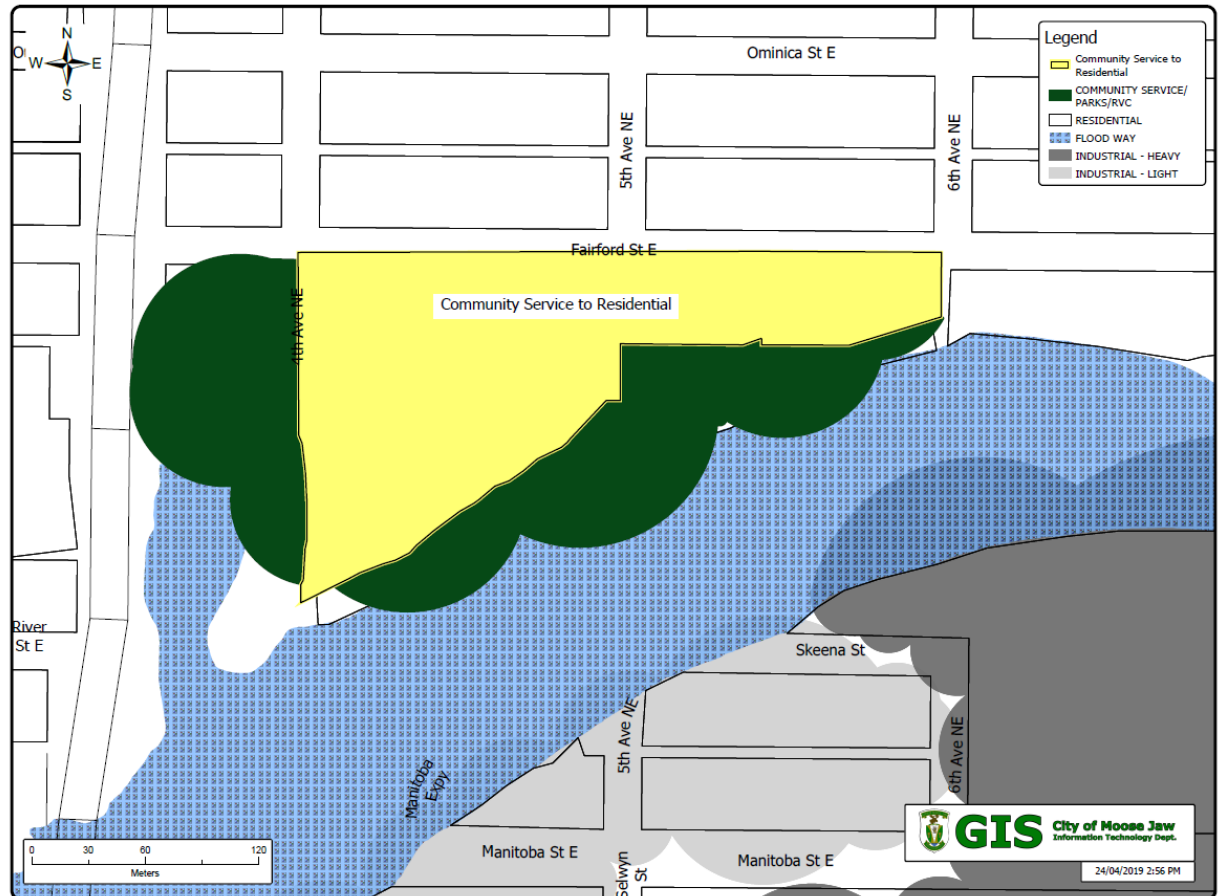 N
W E
S
Ominica St E
5th Ave NE
6th Ave NE
Legend
Community Service to
Residential
COMMUNITY SERVICE/
PARKS/RVC
RESIDENTIAL
FLOOD WAY
INDUSTRIAL - HEAVY
INDUSTRIAL - LIGHT
Fairford St E
4th Ave NE
Community Service to Residential
River
St E
Skeena St
5th Ave NE
6th Ave NE
Manitoba
Expy
Manitoba St E
Selwyn
St
Manitoba St E
0 30 60 120
Meters
GIS
City of Moose Jaw
Information Technology Dept.
24/04/2019 2:56 PM